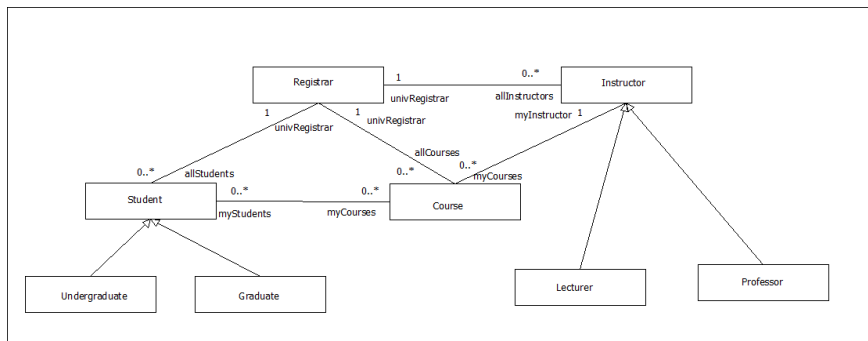 Registrar
1
0..*
Instructor
univRegistrar
allInstructors
1
univRegistrar
1
univRegistrar
myInstructor
1
allCourses
0..*
allStudents
0..*
0..*
myCourses
Student
0..*
myStudents
0..*
myCourses
Course
Undergraduate
Graduate
Lecturer
Professor